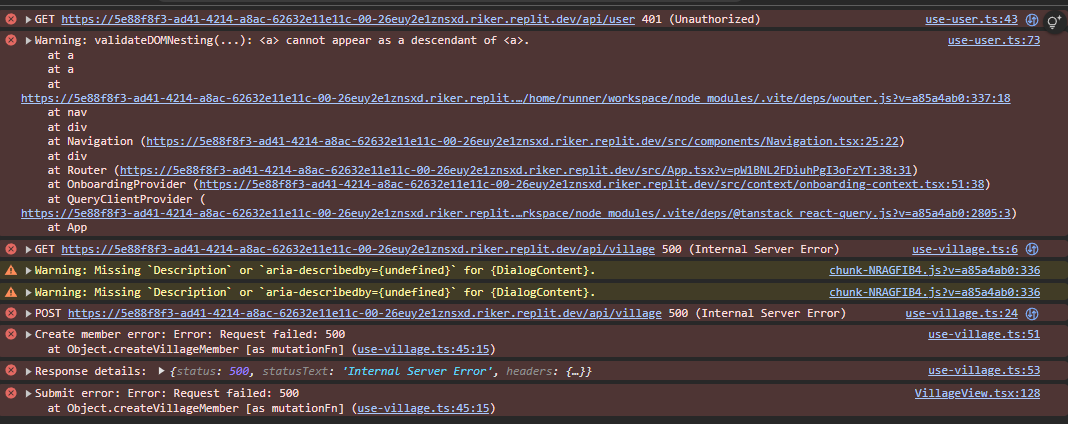 GET https://5e88f8f3-ad41-4214-a8ac-62632e11e11c-00-26euy2e1znsxd.riker.replit.dev/api/user 401 (Unauthorized) use-user.ts:43
Warning: validateDOMNesting(...): <a> cannot appear as a descendant of <a>. use-user.ts:73
at a
at a
at
https://5e88f8f3-ad41-4214-a8ac-62632e11e11c-00-26euy2e1znsxd.riker.replit.…/home/runner/workspace/node_modules/.vite/deps/wouter.js?v=a85a4ab0:337:18
at nav
at div
at Navigation (https://5e88f8f3-ad41-4214-a8ac-62632e11e11c-00-26euy2e1znsxd.riker.replit.dev/src/components/Navigation.tsx:25:22)
at div
at Router (https://5e88f8f3-ad41-4214-a8ac-62632e11e11c-00-26euy2e1znsxd.riker.replit.dev/src/App.tsx?v=pW1BNL2FDiuhPgI3oFzYT:38:31)
at OnboardingProvider (https://5e88f8f3-ad41-4214-a8ac-62632e11e11c-00-26euy2e1znsxd.riker.replit.dev/src/context/onboarding-context.tsx:51:38)
at QueryClientProvider (
https://5e88f8f3-ad41-4214-a8ac-62632e11e11c-00-26euy2e1znsxd.riker.replit.…rkspace/node_modules/.vite/deps/@tanstack_react-query.js?v=a85a4ab0:2805:3)
at App
GET https://5e88f8f3-ad41-4214-a8ac-62632e11e11c-00-26euy2e1znsxd.riker.replit.dev/api/village 500 (Internal Server Error) use-village.ts:6
Warning: Missing `Description` or `aria-describedby={undefined}` for {DialogContent}. chunk-NRAGFIB4.js?v=a85a4ab0:336
Warning: Missing `Description` or `aria-describedby={undefined}` for {DialogContent}. chunk-NRAGFIB4.js?v=a85a4ab0:336
POST https://5e88f8f3-ad41-4214-a8ac-62632e11e11c-00-26euy2e1znsxd.riker.replit.dev/api/village 500 (Internal Server Error) use-village.ts:24
Create member error: Error: Request failed: 500 use-village.ts:51
at Object.createVillageMember [as mutationFn] (use-village.ts:45:15)
Response details: {status: 500, statusText: 'Internal Server Error', headers: {…}} use-village.ts:53
Submit error: Error: Request failed: 500 VillageView.tsx:128
at Object.createVillageMember [as mutationFn] (use-village.ts:45:15)